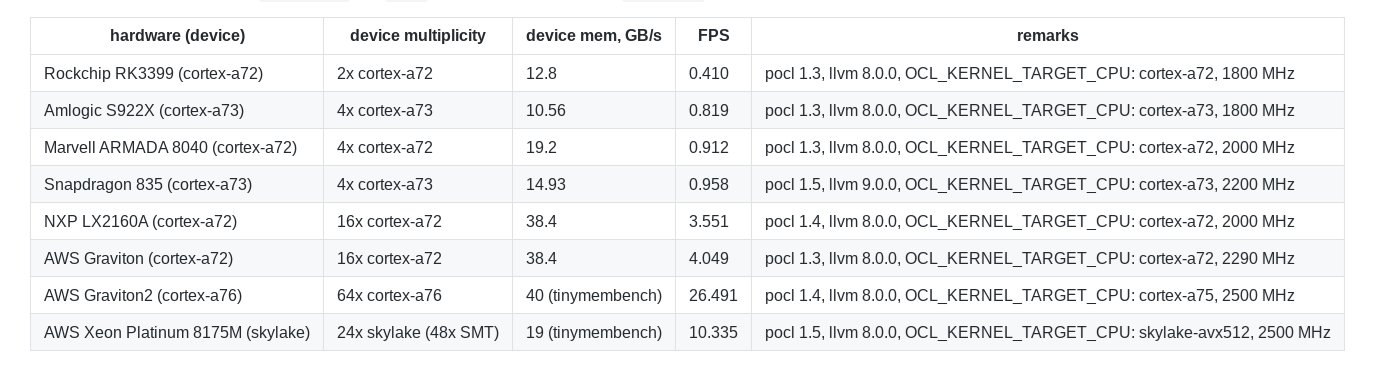 hardware (device) device multiplicity device mem, GB/s FPS remarks
Rockchip RK3399 (cortex-a72) 2x cortex-a72 12.8 0.410 pocl 1.3, llvm 8.0.0, OCL_KERNEL_TARGET_CPU: cortex-a72, 1800 MHz
Amlogic S922X (cortex-a73) 4x cortex-a73 10.56 0.819 pocl 1.3, llvm 8.0.0, OCL_KERNEL_TARGET_CPU: cortex-a73, 1800 MHz
Marvell ARMADA 8040 (cortex-a72) 4x cortex-a72 19.2 0.912 pocl 1.3, llvm 8.0.0, OCL_KERNEL_TARGET_CPU: cortex-a72, 2000 MHz
Snapdragon 835 (cortex-a73) 4x cortex-a73 14.93 0.958 pocl 1.5, llvm 9.0.0, OCL_KERNEL_TARGET_CPU: cortex-a73, 2200 MHz
NXP LX2160A (cortex-a72) 16x cortex-a72 38.4 3.551 pocl 1.4, llvm 8.0.0, OCL_KERNEL_TARGET_CPU: cortex-a72, 2000 MHz
AWS Graviton (cortex-a72) 16x cortex-a72 38.4 4.049 pocl 1.3, llvm 8.0.0, OCL_KERNEL_TARGET_CPU: cortex-a72, 2290 MHz
AWS Graviton2 (cortex-a76) 64x cortex-a76 40 (tinymembench) 26.491 pocl 1.4, llvm 8.0.0, OCL_KERNEL_TARGET_CPU: cortex-a75, 2500 MHz
AWS Xeon Platinum 8175M (skylake) 24x skylake (48x SMT) 19 (tinymembench) 10.335 pocl 1.5, llvm 8.0.0, OCL_KERNEL_TARGET_CPU: skylake-avx512, 2500 MHz